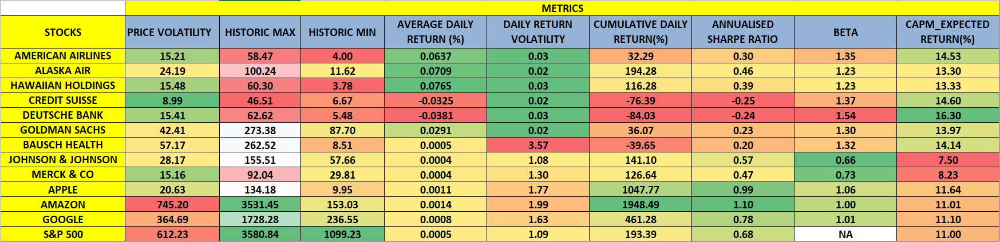 METRICS
STOCKS PRICE VOLATILITY HISTORIC MAX HISTORIC MIN AVERAGE DAILY RETURN (%) DAILY RETURN VOLATILITY CUMULATIVE DAILY RETURN(%) ANNUALISED SHARPE RATIO BETA CAPM_EXPECTED RETURN(%)
AMERICAN AIRLINES 15.21 58.47 4.00 0.0637 0.03 32.29 0.30 1.35 14.53
ALASKA AIR 24.19 100.24 11.62 0.0709 0.02 194.28 0.46 1.23 13.30
HAWAIIAN HOLDINGS 15.48 60.30 3.78 0.0765 0.03 116.28 0.39 1.23 13.33
CREDIT SUISSE 8.99 46.51 6.67 -0.0325 0.02 -76.39 -0.25 1.37 14.60
DEUTSCHE BANK 15.41 62.62 5.48 -0.0381 0.03 -84.03 -0.24 1.54 16.30
GOLDMAN SACHS 42.41 273.38 87.70 0.0291 0.02 36.07 0.23 1.30 13.97
BAUSCH HEALTH 57.17 262.52 8.51 0.0005 3.57 -39.65 0.20 1.32 14.14
JOHNSON & JOHNSON 28.17 155.51 57.66 0.0004 1.08 141.10 0.57 0.66 7.50
MERCK & CO 15.16 92.04 29.81 0.0004 1.30 126.64 0.47 0.73 8.23
APPLE 20.63 134.18 9.95 0.0011 1.77 1047.77 0.99 1.06 11.64
AMAZON 745.20 3531.45 153.03 0.0014 1.99 1948.49 1.10 1.00 11.01
GOOGLE 364.69 1728.28 236.55 0.0008 1.63 461.28 0.78 1.01 11.10
S&P 500 612.23 3580.84 1099.23 0.0005 1.09 193.39 0.68 NA 11.00